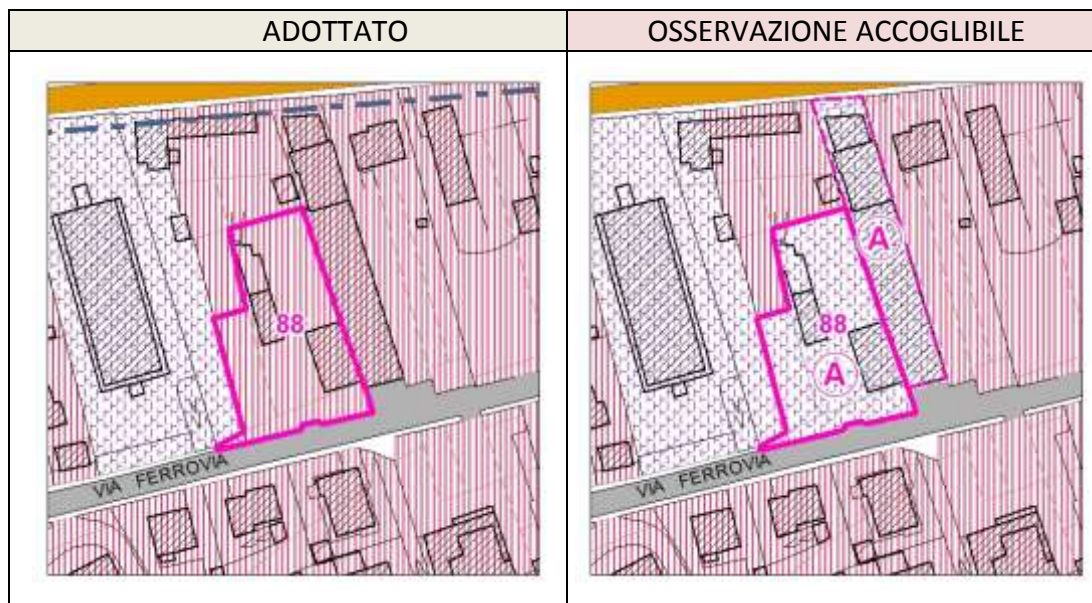 ADOTTATO
OSSERVAZIONE ACCOGLIBILE
88
VIA FERROVIA
A
88
A
VIA FERROVIA